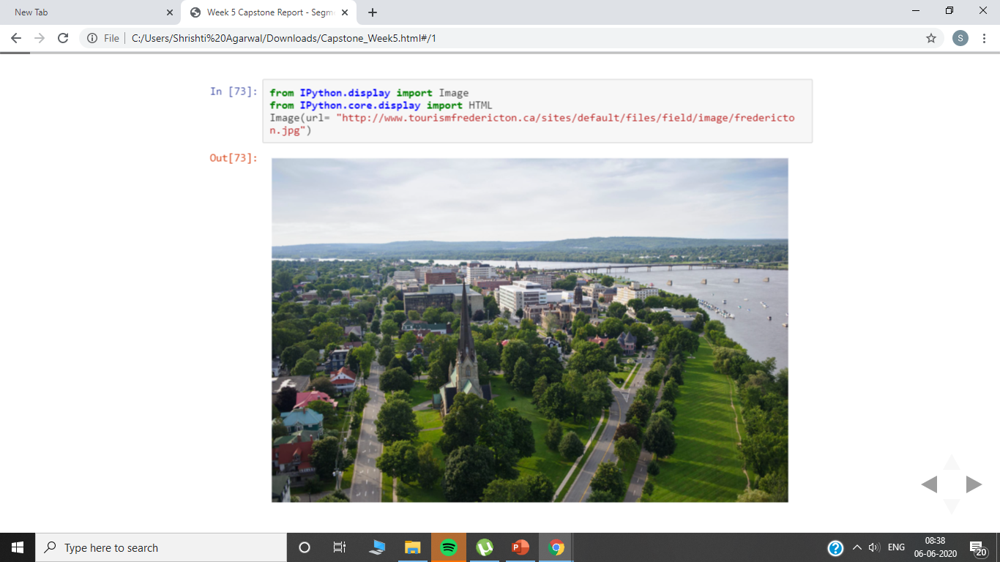 New Tab
Week 5 Capstone Report - Segm
File
C:/Users/Shrishti%20Agarwal/Downloads/Capstone_Week5.html#/1
S
In [73]:
from IPython.display import Image
from IPython.core.display import HTML
Image(url= "http://www.tourismfredericton.ca/sites/default/files/field/image/fredericto
n.jpg")
Out[73]:
Type here to search
ENG
08:38
06-06-2020
20